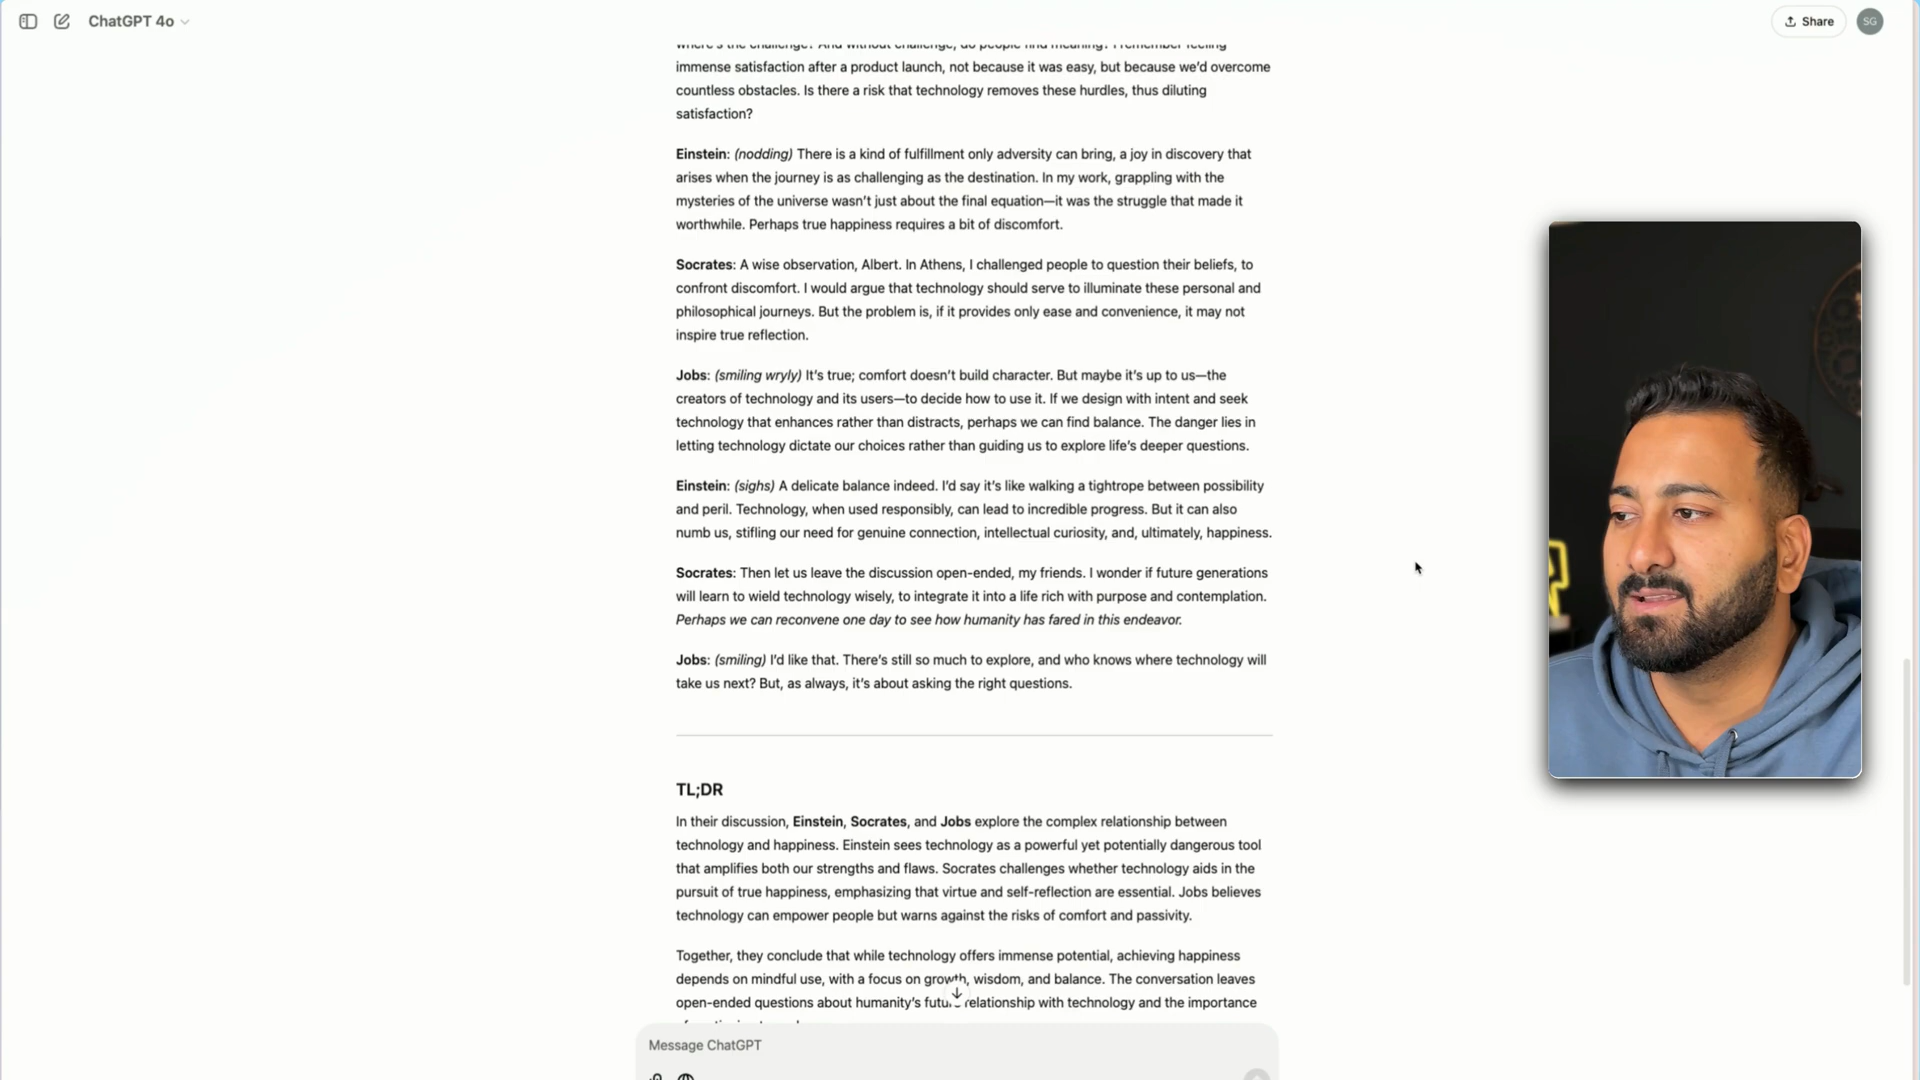 ChatGPT 4o
Share
SG
where's the challenge? And without challenge, do people find meaning? I remember feeling
immense satisfaction after a product launch, not because it was easy, but because we'd overcome
countless obstacles. Is there a risk that technology removes these hurdles, thus diluting
satisfaction?
Einstein: (nodding) There is a kind of fulfillment only adversity can bring, a joy in discovery that
arises when the journey is as challenging as the destination. In my work, grappling with the
mysteries of the universe wasn't just about the final equation—it was the struggle that made it
worthwhile. Perhaps true happiness requires a bit of discomfort.
Socrates: A wise observation, Albert. In Athens, I challenged people to question their beliefs, to
confront discomfort. I would argue that technology should serve to illuminate these personal and
philosophical journeys. But the problem is, if it provides only ease and convenience, it may not
inspire true reflection.
Jobs: (smiling wryly) It's true; comfort doesn't build character. But maybe it's up to us—the
creators of technology and its users—to decide how to use it. If we design with intent and seek
technology that enhances rather than distracts, perhaps we can find balance. The danger lies in
letting technology dictate our choices rather than guiding us to explore life's deeper questions.
Einstein: (sighs) A delicate balance indeed. I'd say it's like walking a tightrope between possibility
and peril. Technology, when used responsibly, can lead to incredible progress. But it can also
numb us, stifling our need for genuine connection, intellectual curiosity, and, ultimately, happiness.
Socrates: Then let us leave the discussion open-ended, my friends. I wonder if future generations
will learn to wield technology wisely, to integrate it into a life rich with purpose and contemplation.
Perhaps we can reconvene one day to see how humanity has fared in this endeavor.
Jobs: (smiling) I'd like that. There's still so much to explore, and who knows where technology will
take us next? But, as always, it's about asking the right questions.
TL;DR
In their discussion, Einstein, Socrates, and Jobs explore the complex relationship between
technology and happiness. Einstein sees technology as a powerful yet potentially dangerous tool
that amplifies both our strengths and flaws. Socrates challenges whether technology aids in the
pursuit of true happiness, emphasizing that virtue and self-reflection are essential. Jobs believes
technology can empower people but warns against the risks of comfort and passivity.
Together, they conclude that while technology offers immense potential, achieving happiness
depends on mindful use, with a focus on growth, wisdom, and balance. The conversation leaves
open-ended questions about humanity's future relationship with technology and the importance
Message ChatGPT